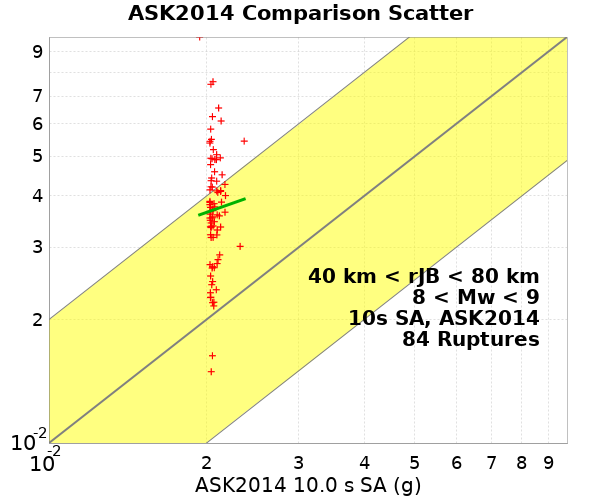 ASK2014 Comparison Scatter
9
7
6
5
4
3
2
10-2
40 km < rJB < 80 km
8 < Mw < 9
10s SA, ASK2014
84 Ruptures
10-2
2
3
4
5
6
7
8
9
ASK2014 10.0 s SA (g)